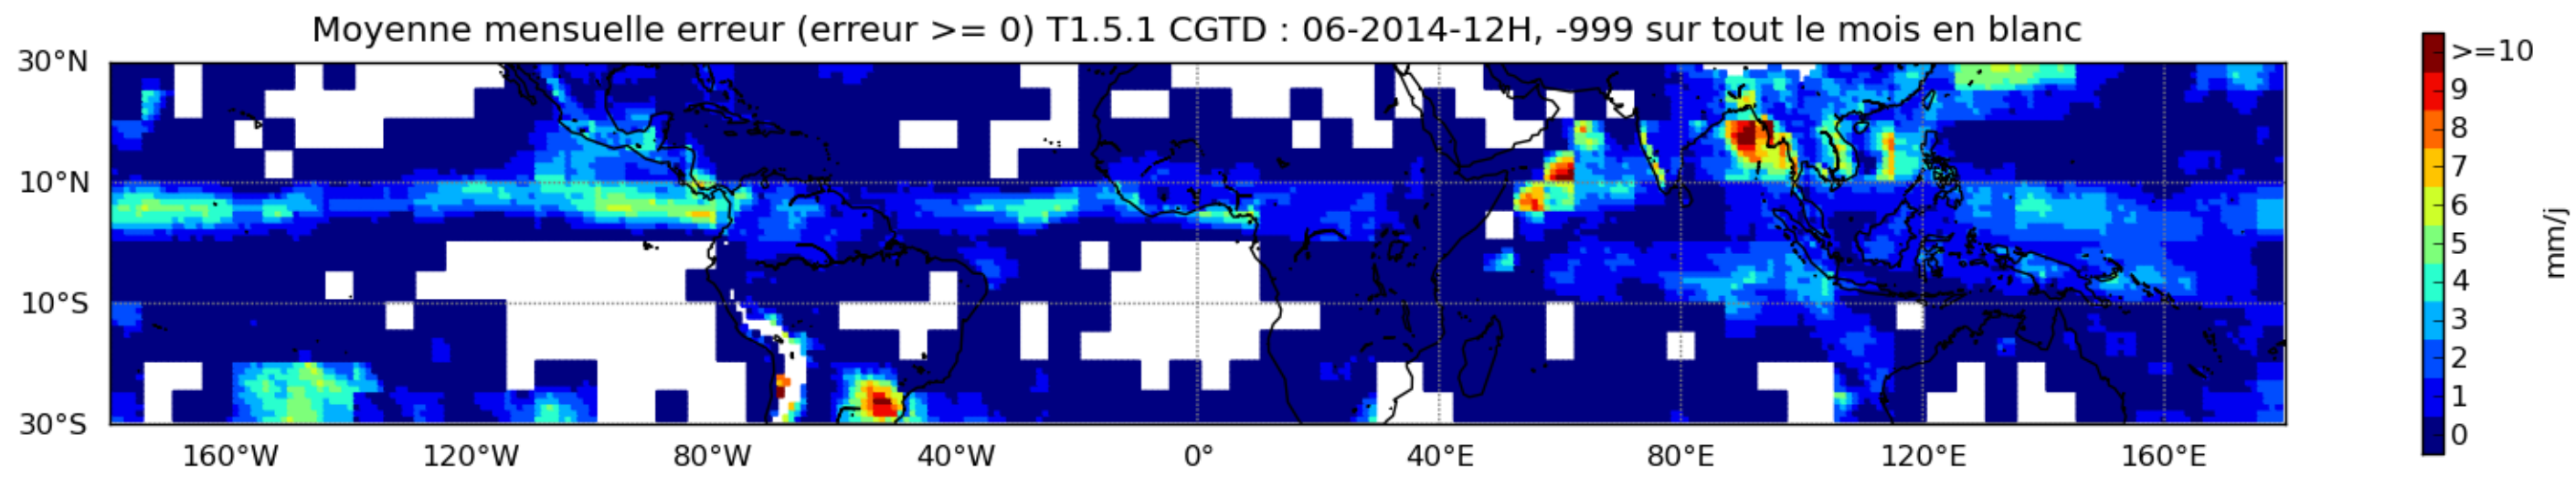 Moyenne mensuelle erreur (erreur >= 0) T1.5.1 CGTD : 06-2014-12H, -999 sur tout le mois en blanc
30°N
10°N
10°S
30°S
160°W 120°W 80°W 40°W 0° 40°E 80°E 120°E 160°E
>=10
9
8
7
6
5
4
3
2
1
0
mm/j